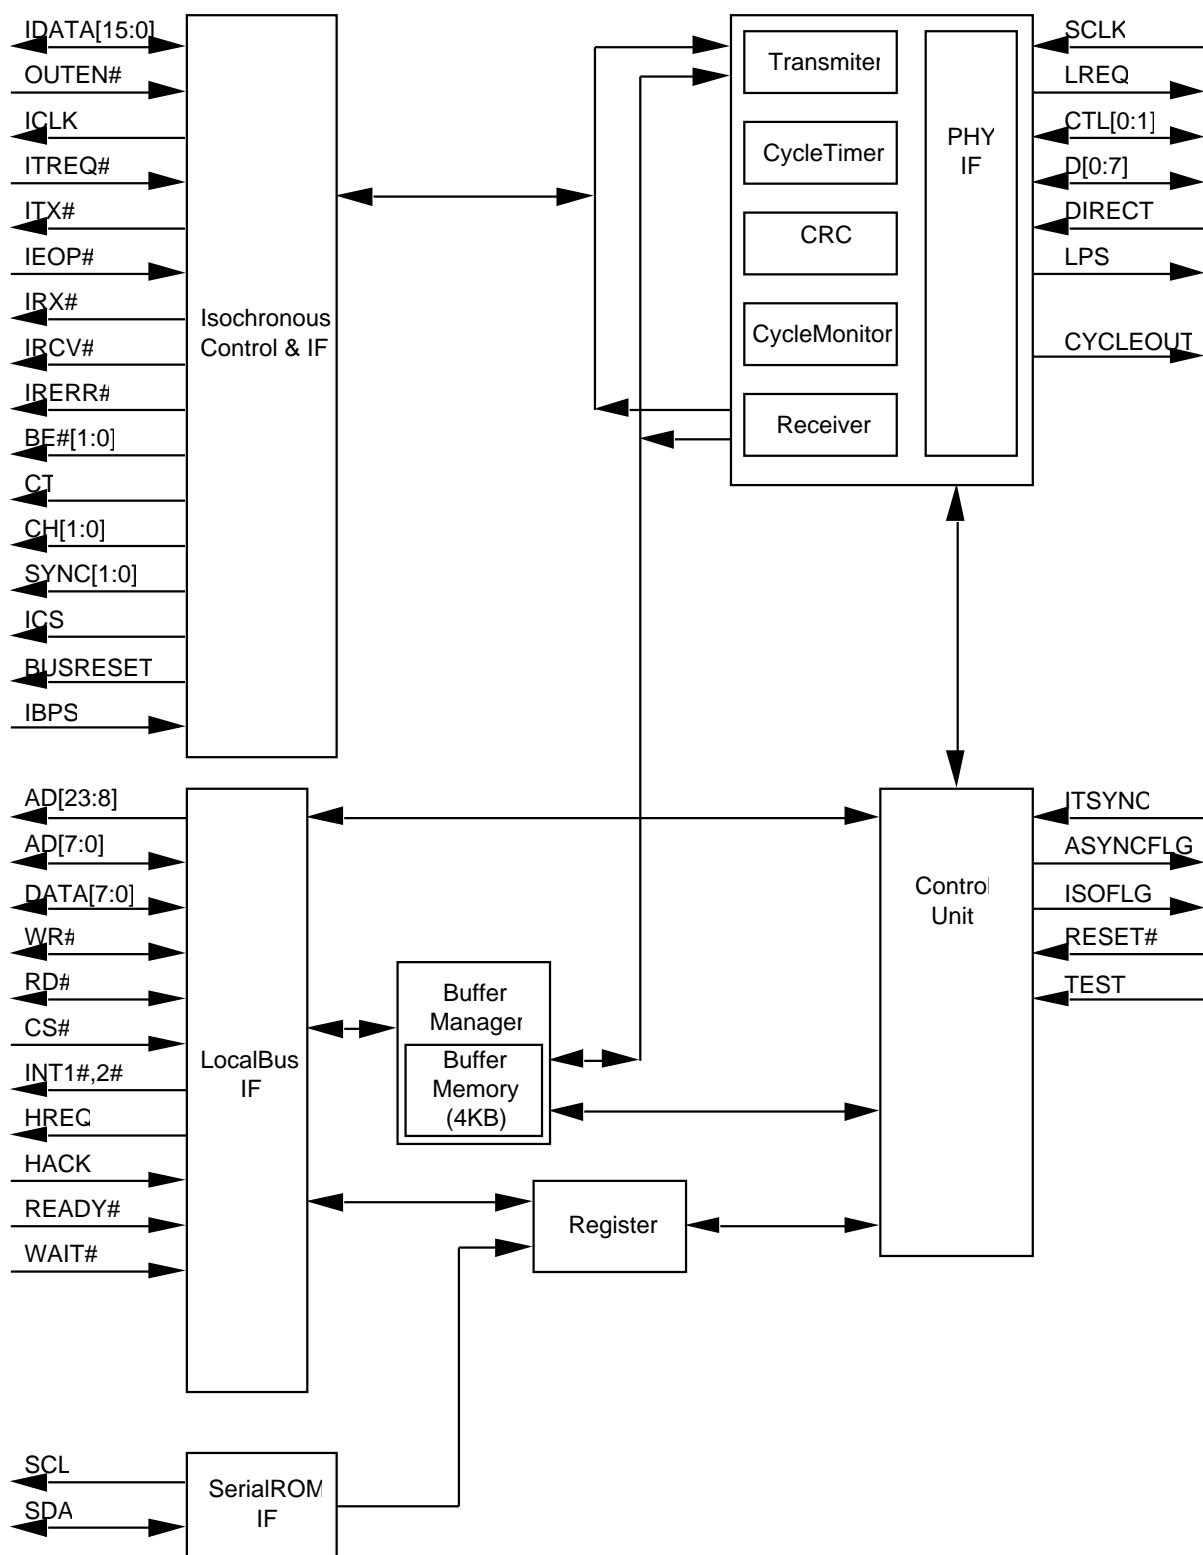 IDATA[15:0]
OUTEN#
ICLK
ITREQ#
ITX#
IEOP#
IRX#
IRCV#
IRERR#
BE#[1:0]
CT
CH[1:0]
SYNC[1:0]
ICS
BUSRESET
IBPS
Isochronous
Control & IF
Transmiter
CycleTimer
CRC
CycleMonitor
Receiver
PHY
IF
SCLK
LREQ
CTL[0:1]
D[0:7]
DIRECT
LPS
CYCLEOUT
AD[23:8]
AD[7:0]
DATA[7:0]
WR#
RD#
CS#
INT1#,2#
HREQ
HACK
READY#
WAIT#
LocalBus
IF
Buffer
Manager
Buffer
Memory
(4KB)
Register
Control
Unit
ITSYNC
ASYNCFLG
ISOFLG
RESET#
TEST
SCL
SDA
SerialROM
IF